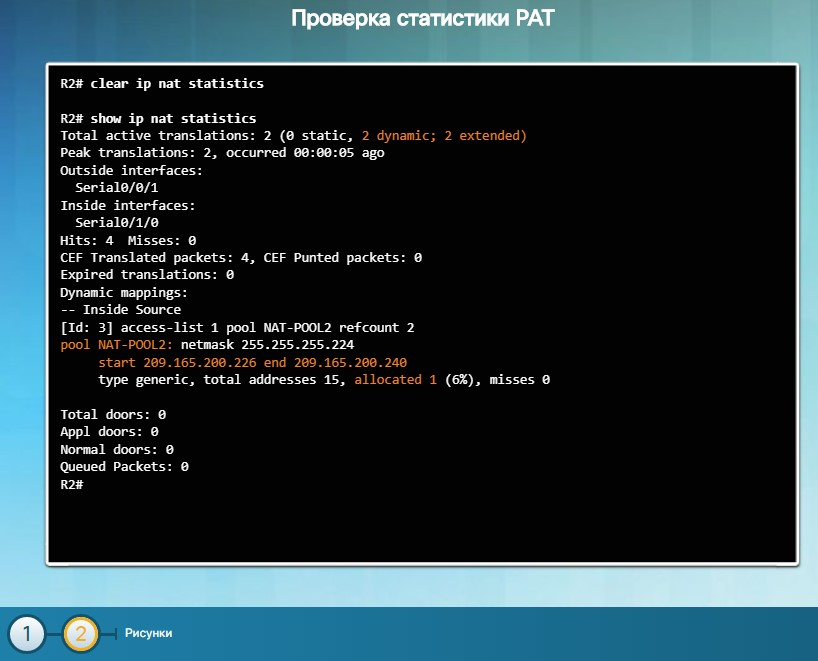 Проверка статистики PAT
R2# clear ip nat statistics
R2# show ip nat statistics
Total active translations: 2 (0 static, 2 dynamic; 2 extended)
Peak translations: 2, occurred 00:00:05 ago
Outside interfaces:
Serial0/0/1
Inside interfaces:
Serial0/1/0
Hits: 4  Misses: 0
CEF Translated packets: 4, CEF Punted packets: 0
Expired translations: 0
Dynamic mappings:
-- Inside Source
[Id: 3] access-list 1 pool NAT-POOL2 refcount 2
pool NAT-POOL2: netmask 255.255.255.224
start 209.165.200.226 end 209.165.200.240
type generic, total addresses 15, allocated 1 (6%), misses 0
Total doors: 0
Appl doors: 0
Normal doors: 0
Queued Packets: 0
R2#
1 2 Рисунки